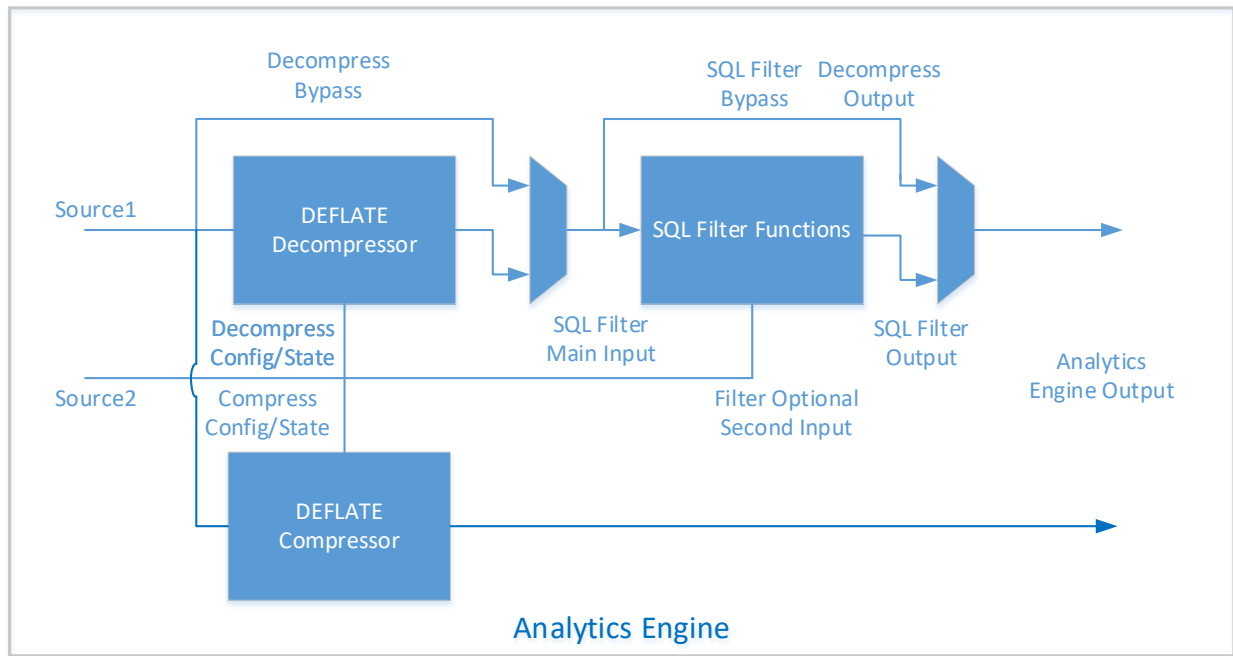 Decompress
Bypass
SQL Filter
Bypass
Decompress
Output
Source1
DEFLATE
Decompressor
SQL Filter Functions
Decompress
Config/State
SQL Filter
Main Input
SQL Filter
Output
Analytics
Engine Output
Source2
Compress
Config/State
Filter Optional
Second Input
DEFLATE
Compressor
Analytics Engine